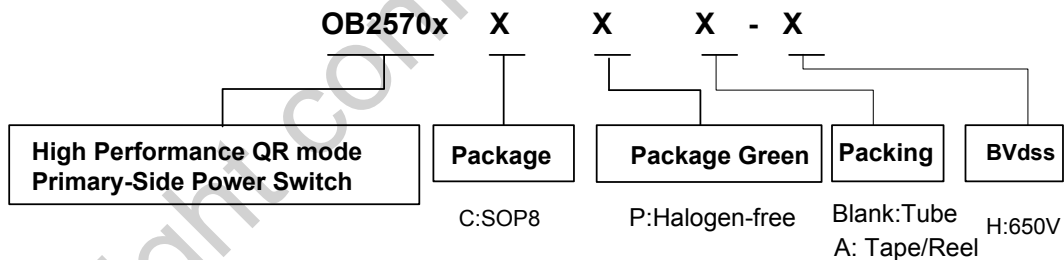 OB2570x X X X - X
High Performance QR mode
Primary-Side Power Switch
Package
Package Green
Packing
BVdss
C:SOP8
P:Halogen-free
Blank:Tube
A: Tape/Reel
H:650V